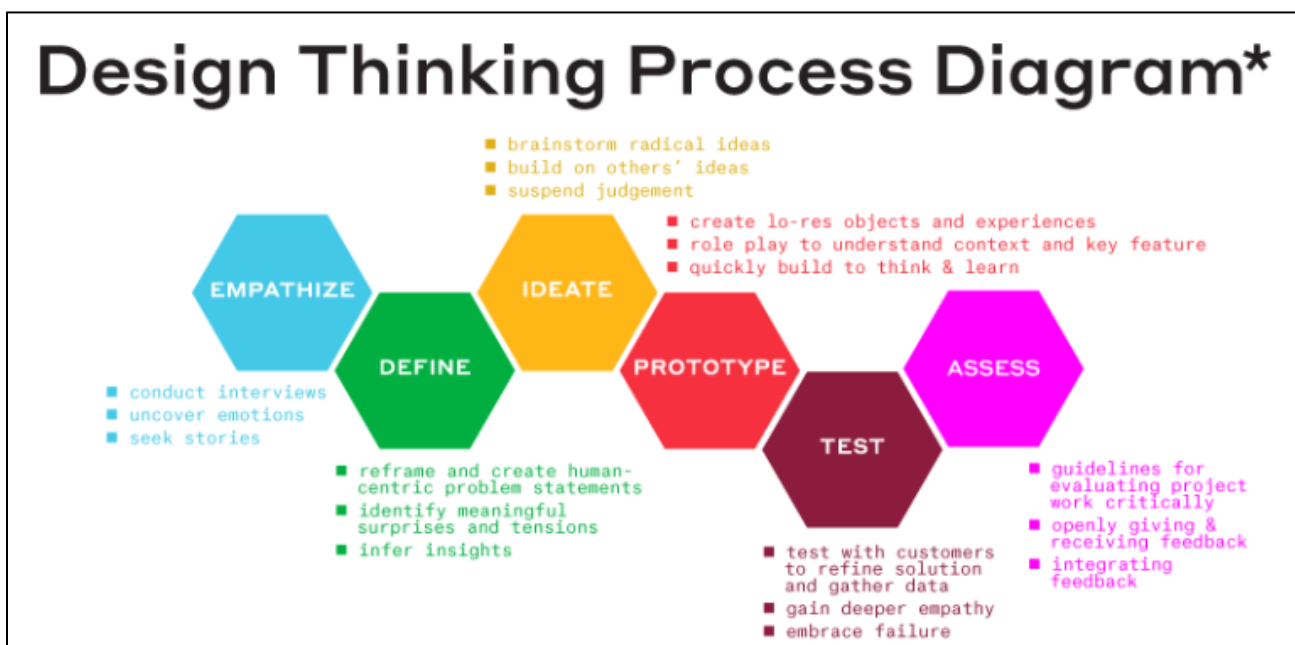 Design Thinking Process Diagram*
■ brainstorm radical ideas
■ build on others' ideas
■ suspend judgement
■ create lo-res objects and experiences
■ role play to understand context and key feature
■ quickly build to think & learn
EMPATHIZE
IDEATE
DEFINE
PROTOTYPE
ASSESS
TEST
■ conduct interviews
■ uncover emotions
■ seek stories
■ reframe and create human-
centric problem statements
■ identify meaningful
surprises and tensions
■ infer insights
■ test with customers
to refine solution
and gather data
■ gain deeper empathy
■ embrace failure
■ guidelines for
evaluating project
work critically
■ openly giving &
receiving feedback
■ integrating
feedback